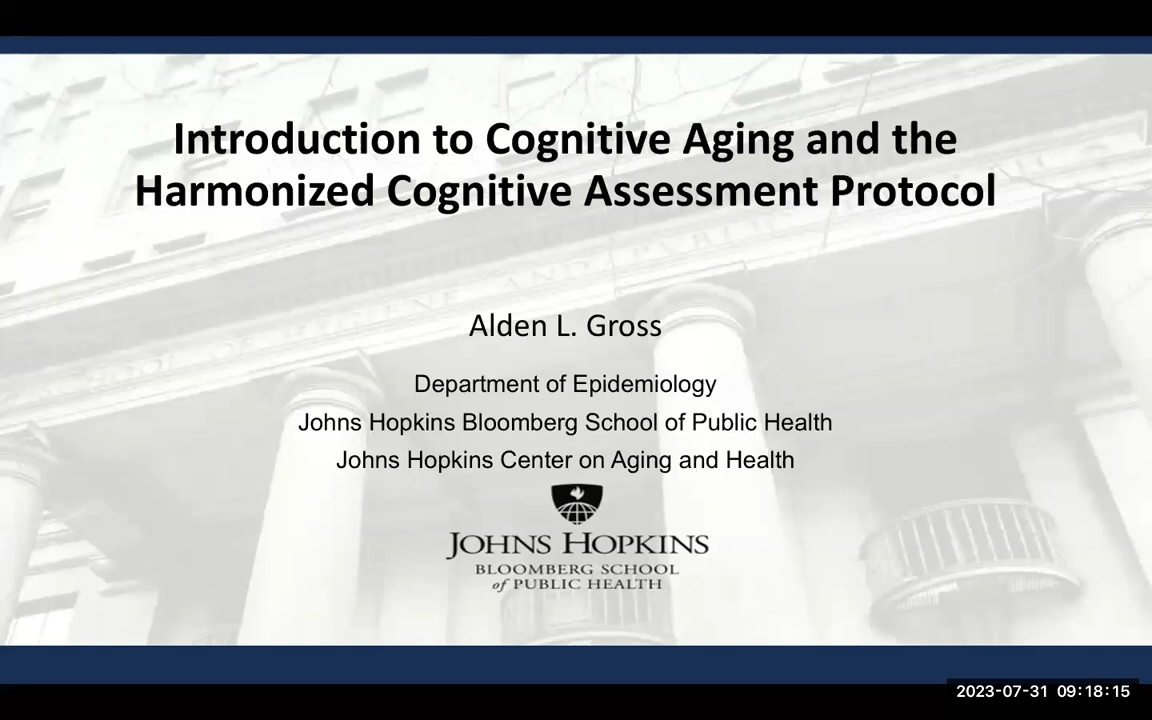 Introduction to Cognitive Aging and the
Harmonized Cognitive Assessment Protocol
Alden L. Gross
Department of Epidemiology
Johns Hopkins Bloomberg School of Public Health
Johns Hopkins Center on Aging and Health
JOHNS HOPKINS
BLOOMBERG SCHOOL
of PUBLIC HEALTH
2023-07-31 09:18:15